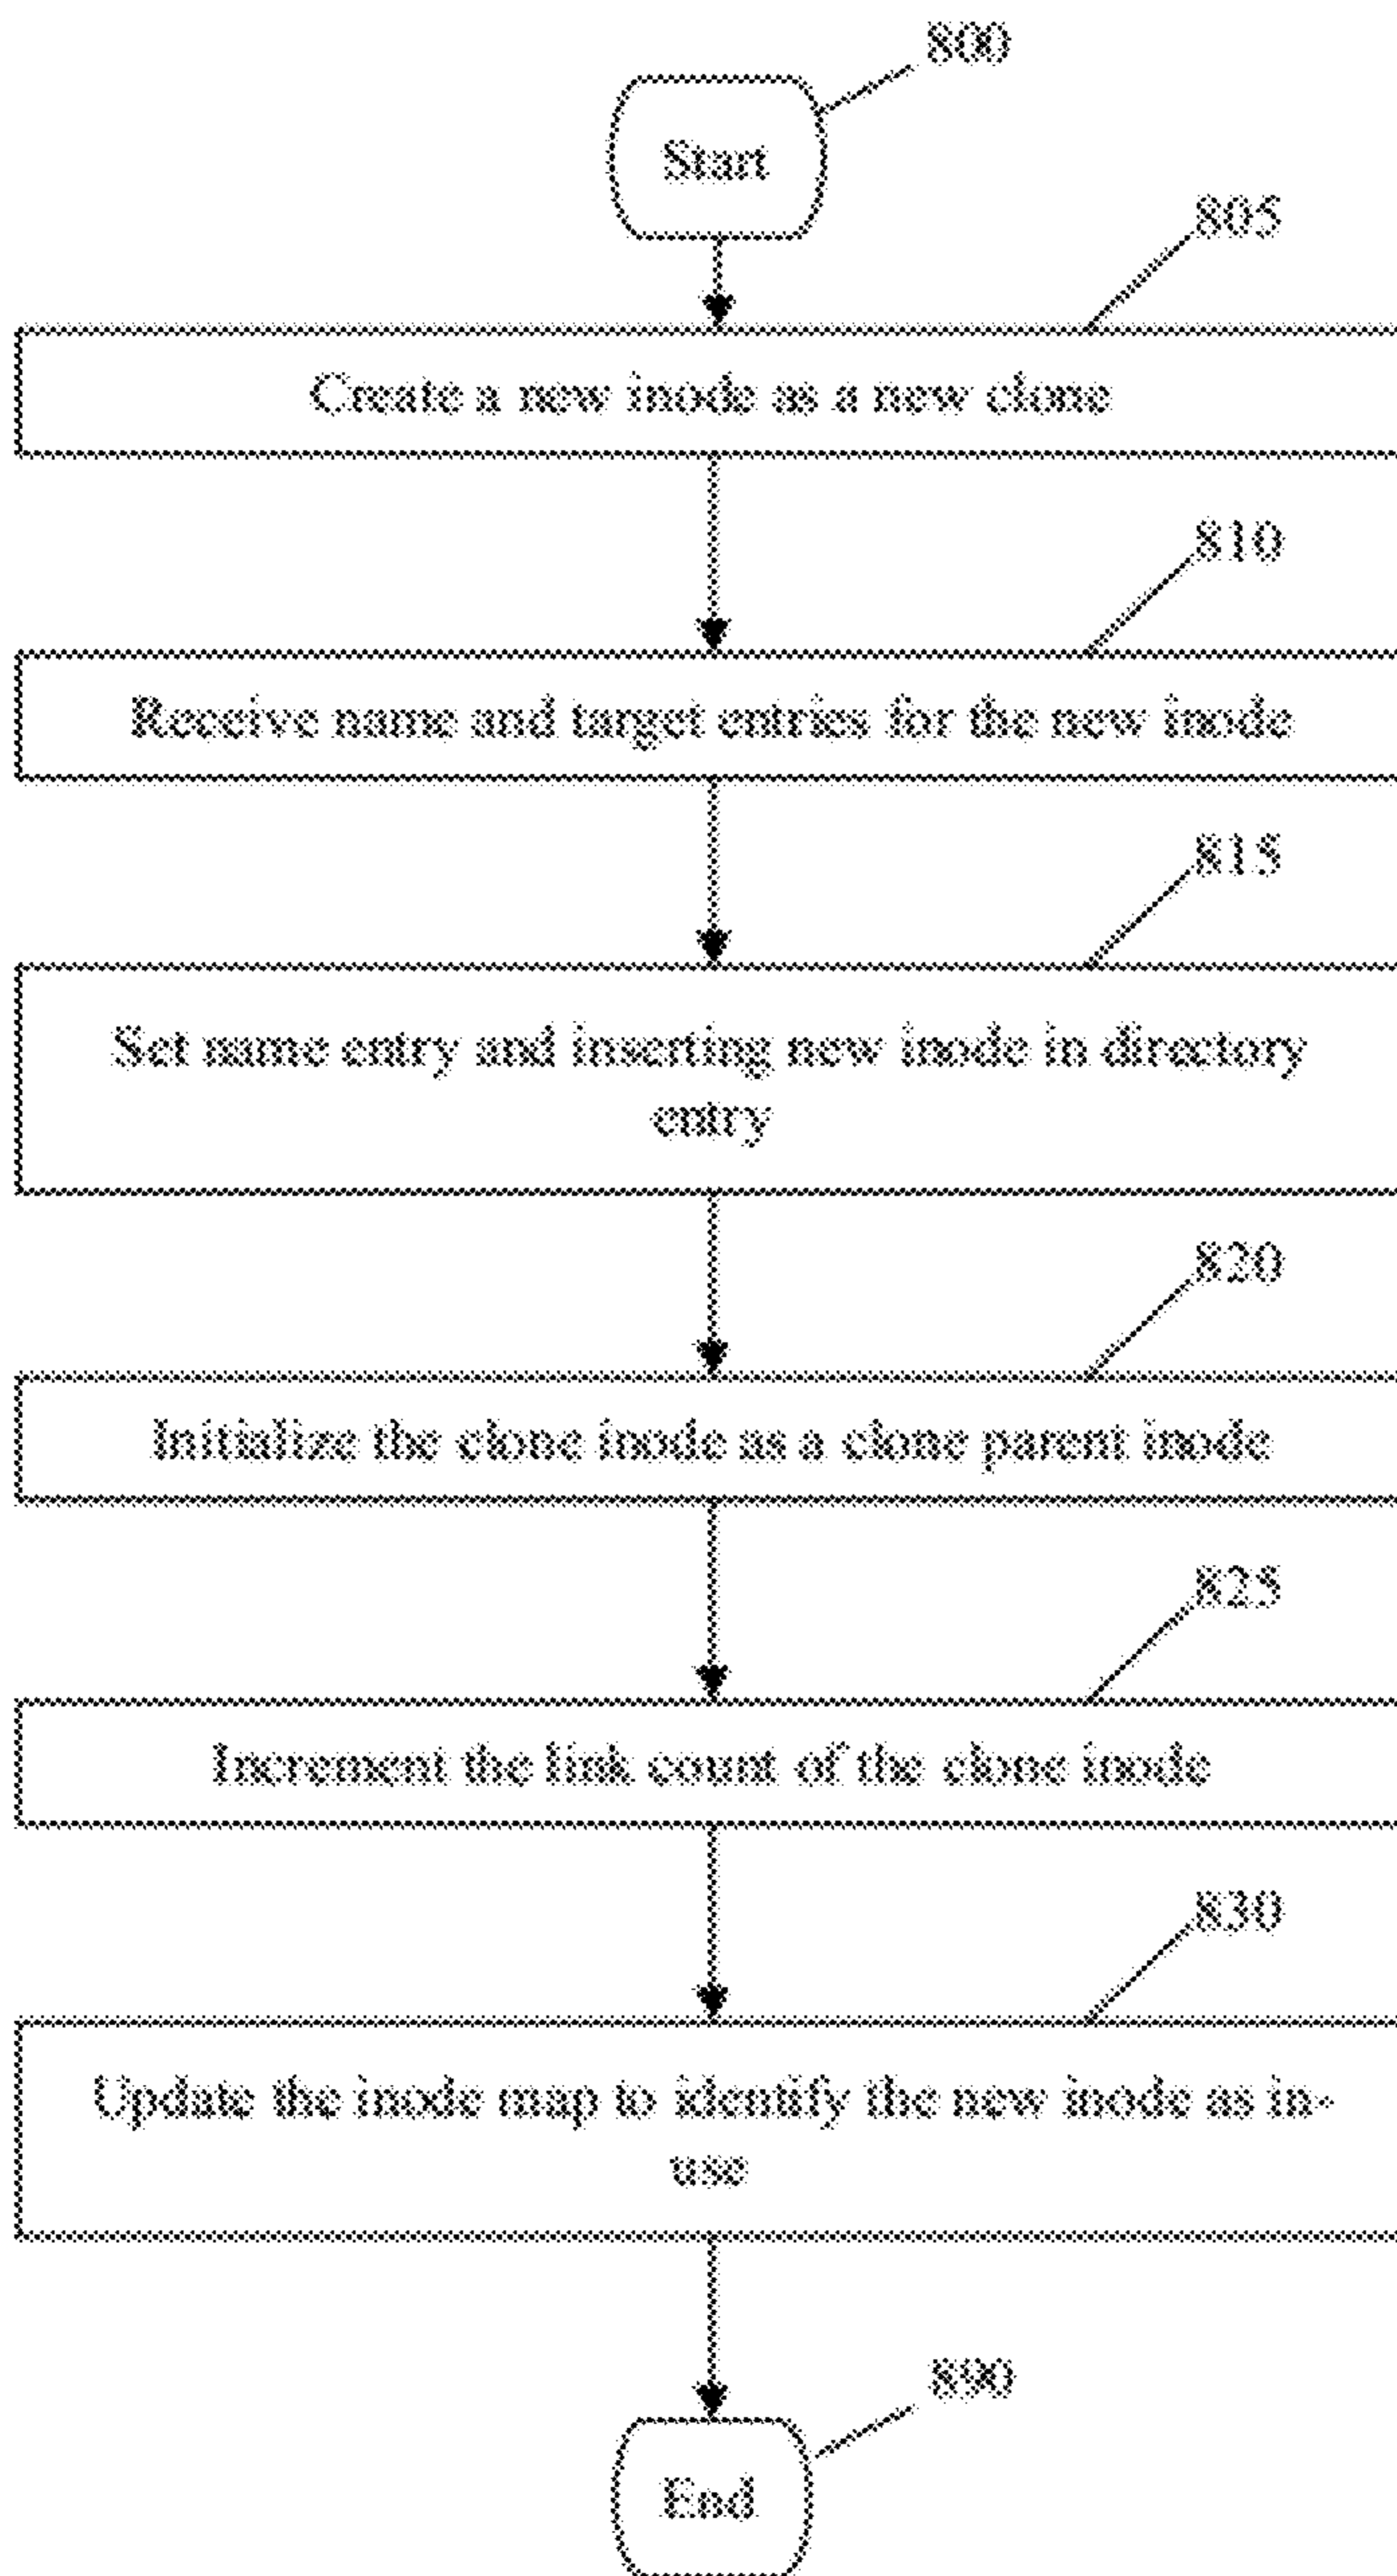 800
Start
805
Create a new inode as a new clone
810
Receive name and target entries for the new inode
815
Set name entry and inserting new inode in directory
entry
820
Initialize the clone inode as a clone parent inode
825
Increment the link count of the clone inode
830
Update the inode map to identify the new inode as in-
use
890
End